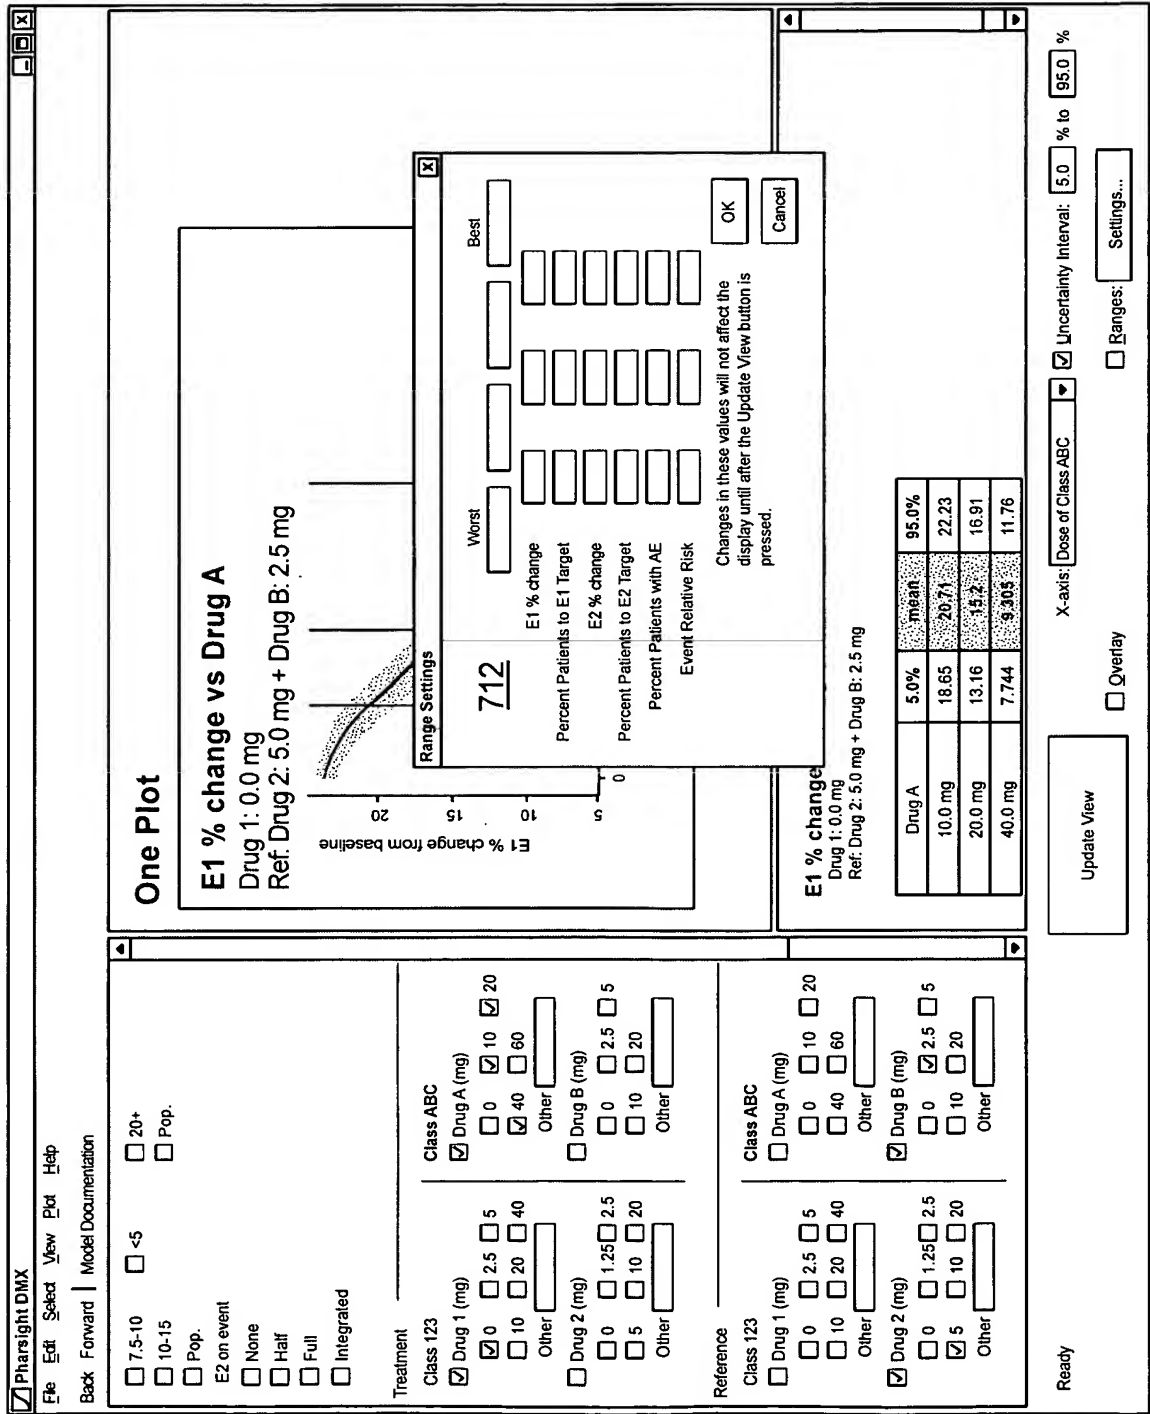 Pharsight DMX
File Edit Select View Plot Help
Back Forward | Model Documentation
7.5-10 <5 20+
10-15 Pop.
Pop.
E2 on event
None
Half
Full
Integrated
Treatment
Class 123 Class ABC
Drug 1 (mg) Drug A (mg)
0 2.5 5 0 10 20
10 20 40 40 60
Other Other
Drug 2 (mg) Drug B (mg)
0 1.25 2.5 0 2.5 5
5 10 20 10 20
Other Other
Reference
Class 123 Class ABC
Drug 1 (mg) Drug A (mg)
0 2.5 5 0 10 20
10 20 40 40 60
Other Other
Drug 2 (mg) Drug B (mg)
0 1.25 2.5 0 2.5 5
5 10 20 10 20
Other Other
One Plot
E1 % change vs Drug A
Drug 1: 0.0 mg
Ref: Drug 2: 5.0 mg + Drug B: 2.5 mg
E1 % change from baseline
20
15
10
5
0
Range Settings
712
Worst Best
E1 % change
Percent Patients to E1 Target
E2 % change
Percent Patients to E2 Target
Percent Patients with AE
Event Relative Risk
Changes in these values will not affect the
display until after the Update View button is
pressed.
OK
Cancel
E1 % change
Drug 1: 0.0 mg
Ref: Drug 2: 5.0 mg + Drug B: 2.5 mg
Drug A 5.0% mean 95.0%
10.0 mg 18.65 20.71 22.23
20.0 mg 13.16 15.2 16.91
40.0 mg 7.744 9.305 11.76
Update View
X-axis: Dose of Class ABC Uncertainty Interval: 5.0 % to 95.0 %
Overlay Ranges: Settings...
Ready